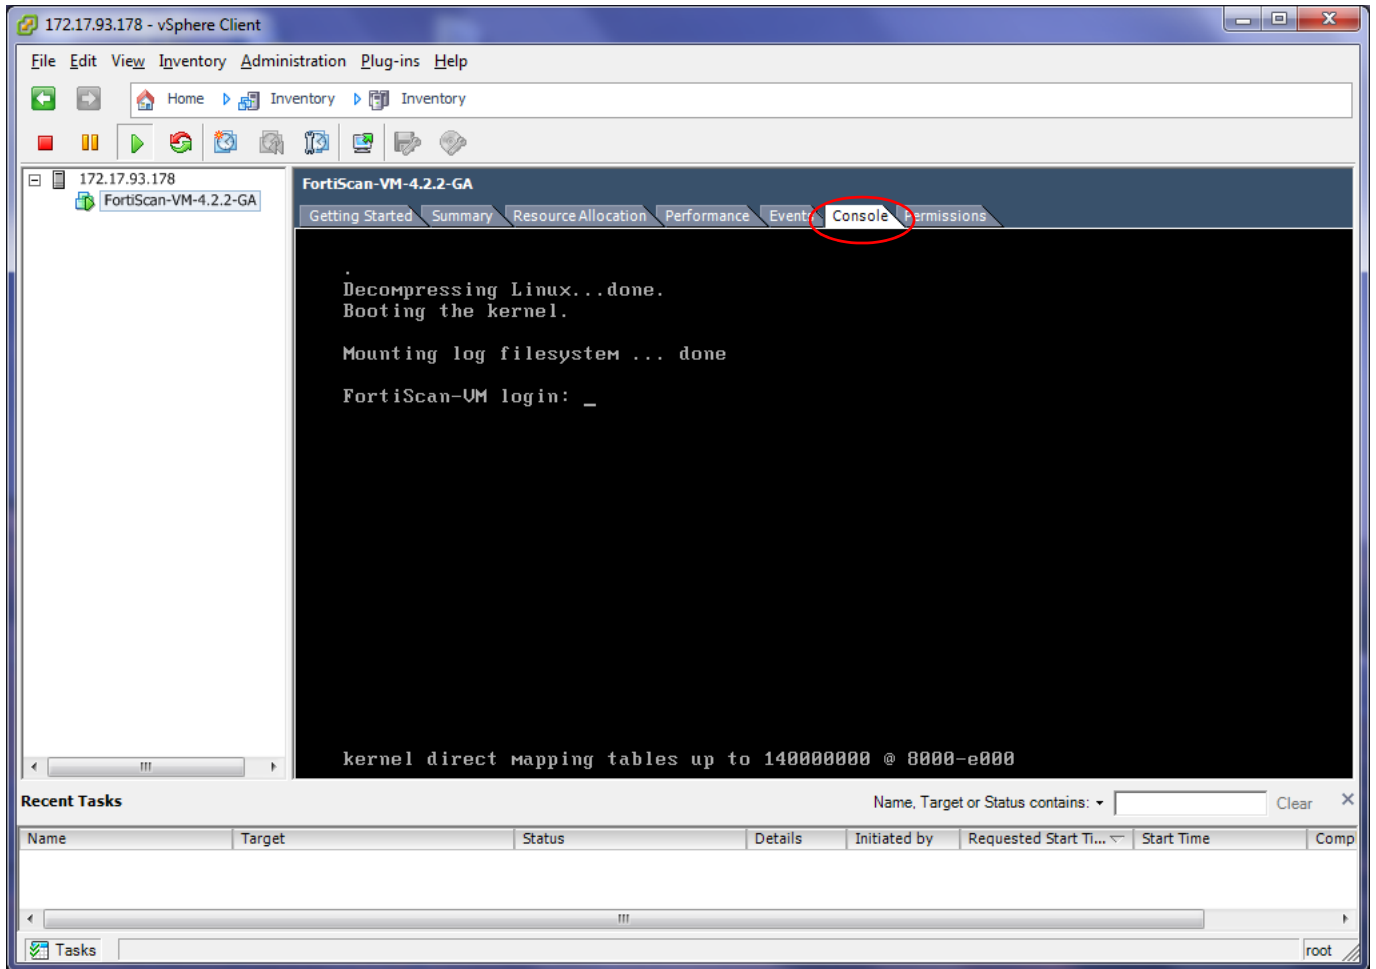 172.17.93.178 - vSphere Client
File Edit View Inventory Administration Plug-ins Help
Home Inventory Inventory
172.17.93.178
FortiScan-VM-4.2.2-GA
FortiScan-VM-4.2.2-GA
Getting Started Summary Resource Allocation Performance Events Console Permissions
.
Decompressing Linux...done.
Booting the kernel.
Mounting log filesystem ... done
FortiScan-VM login: _
kernel direct mapping tables up to 140000000 @ 8000-e000
Recent Tasks Name, Target or Status contains: Clear
Name Target Status Details Initiated by Requested Start Ti... Start Time Comp
Tasks root